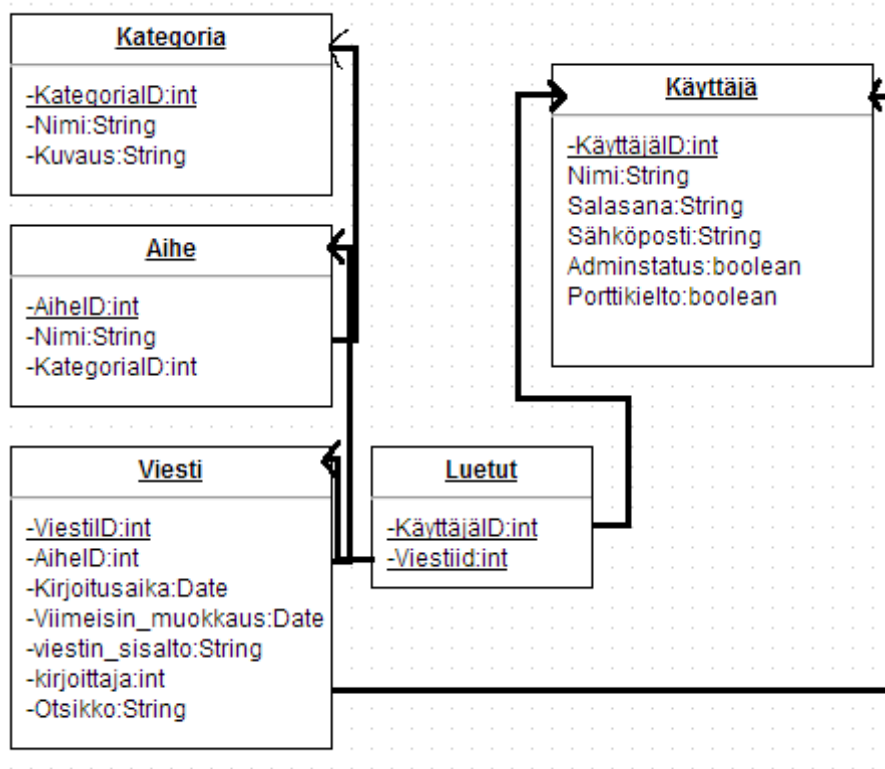 Kategoria
-KategoriaID:int
-Nimi:String
-Kuvaus:String
Aihe
-AiheID:int
-Nimi:String
-KategoriaID:int
Viesti
-ViestiID:int
-AiheID:int
-Kirjoitusaika:Date
-Viimeisin_muokkaus:Date
-viestin_sisalto:String
-kirjoittaja:int
-Otsikko:String
Luetut
-KäyttäjäID:int
-Viestiid:int
Käyttäjä
-KäyttäjäID:int
Nimi:String
Salasana:String
Sähköposti:String
Adminstatus:boolean
Porttikielto:boolean